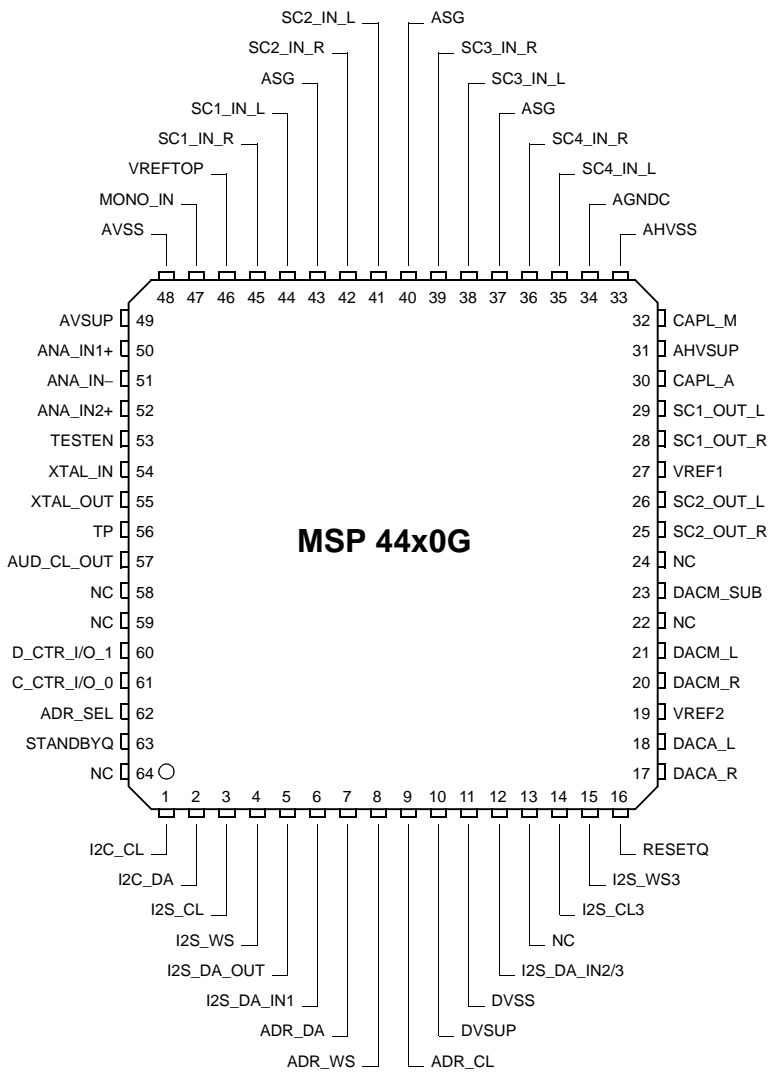 SC2_IN_L
ASG
SC2_IN_R
SC3_IN_R
ASG
SC3_IN_L
SC1_IN_L
ASG
SC1_IN_R
SC4_IN_R
VREFTOP
SC4_IN_L
MONO_IN
AGNDC
AVSS
AHVSS
48 47 46 45 44 43 42 41 40 39 38 37 36 35 34 33
AVSUP 49
32 CAPL_M
ANA_IN1+ 50
31 AHVSUP
ANA_IN− 51
30 CAPL_A
ANA_IN2+ 52
29 SC1_OUT_L
TESTEN 53
28 SC1_OUT_R
XTAL_IN 54
27 VREF1
XTAL_OUT 55
26 SC2_OUT_L
TP 56
25 SC2_OUT_R
MSP 44x0G
AUD_CL_OUT 57
24 NC
NC 58
23 DACM_SUB
NC 59
22 NC
D_CTR_I/O_1 60
21 DACM_L
C_CTR_I/O_0 61
20 DACM_R
ADR_SEL 62
19 VREF2
STANDBYQ 63
18 DACA_L
NC 64
17 DACA_R
1 2 3 4 5 6 7 8 9 10 11 12 13 14 15 16
I2C_CL
RESETQ
I2C_DA
I2S_WS3
I2S_CL
I2S_CL3
I2S_WS
NC
I2S_DA_OUT
I2S_DA_IN2/3
I2S_DA_IN1
DVSS
ADR_DA
DVSUP
ADR_WS
ADR_CL